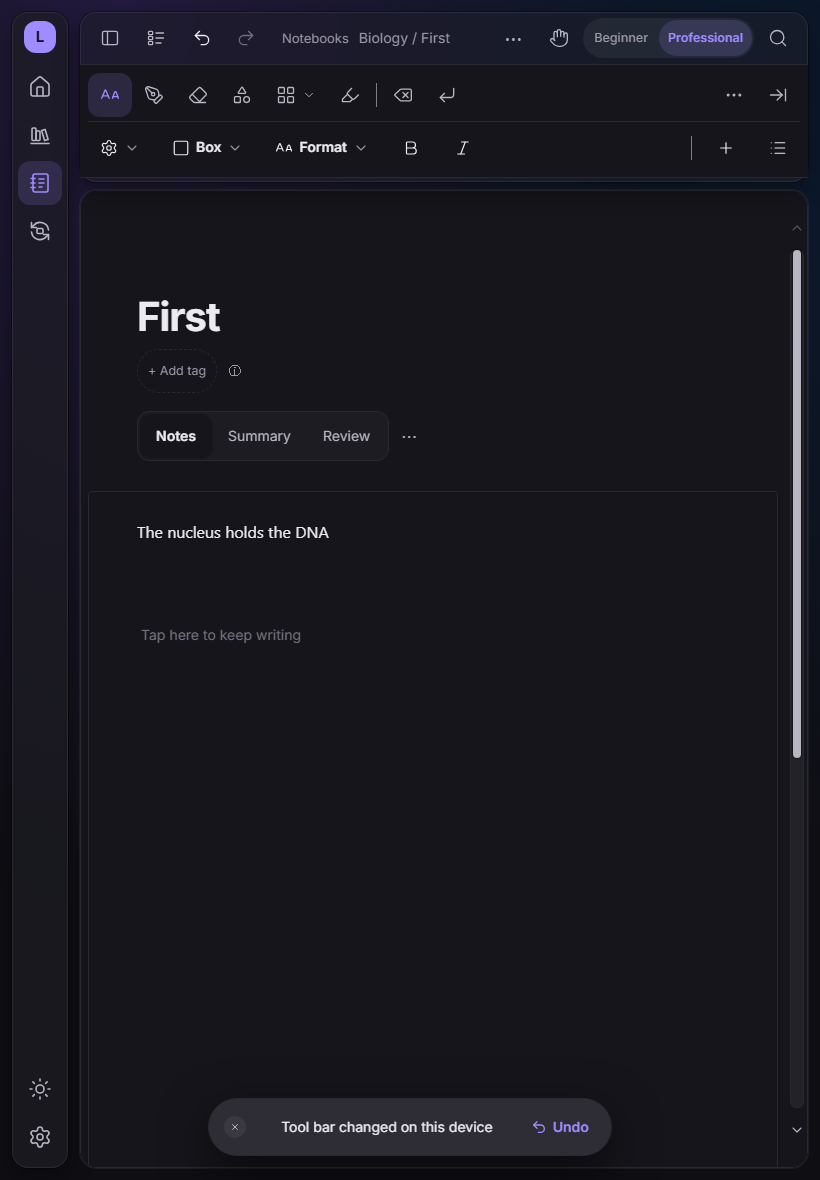 L
Notebooks Biology / First
Beginner Professional
Box
AA Format
B I
First
+ Add tag
Notes Summary Review
The nucleus holds the DNA
Tap here to keep writing
Tool bar changed on this device Undo